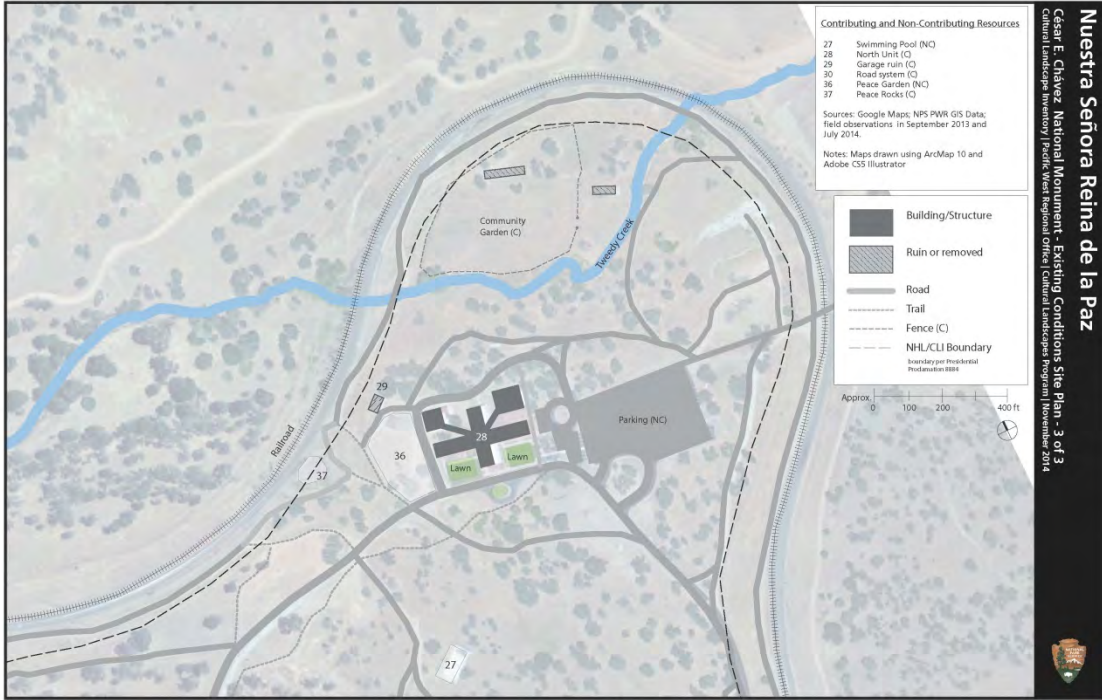 Nuestra Señora Reina de la Paz
César E. Chávez National Monument - Existing Conditions Site Plan - 3 of 3
Cultural Landscape Inventory | Pacific West Regional Office | Cultural Landscapes Program | November 2014
Contributing and Non-Contributing Resources
27 Swimming Pool (NC)
28 North Unit (C)
29 Garage ruin (C)
30 Road system (C)
36 Peace Garden (NC)
37 Peace Rocks (C)
Sources: Google Maps; NPS PWR GIS Data;
field observations in September 2013 and
July 2014.
Notes: Maps drawn using ArcMap 10 and
Adobe CS5 Illustrator
Building/Structure
Ruin or removed
Road
Trail
Fence (C)
NHL/CLI Boundary
boundary per Presidential
Proclamation 8884
Approx.
0 100 200 400 ft
Community
Garden (C)
Tweedy Creek
29
Parking (NC)
28
Railroad
36
Lawn
Lawn
37
27
NATIONAL
PARK
SERVICE